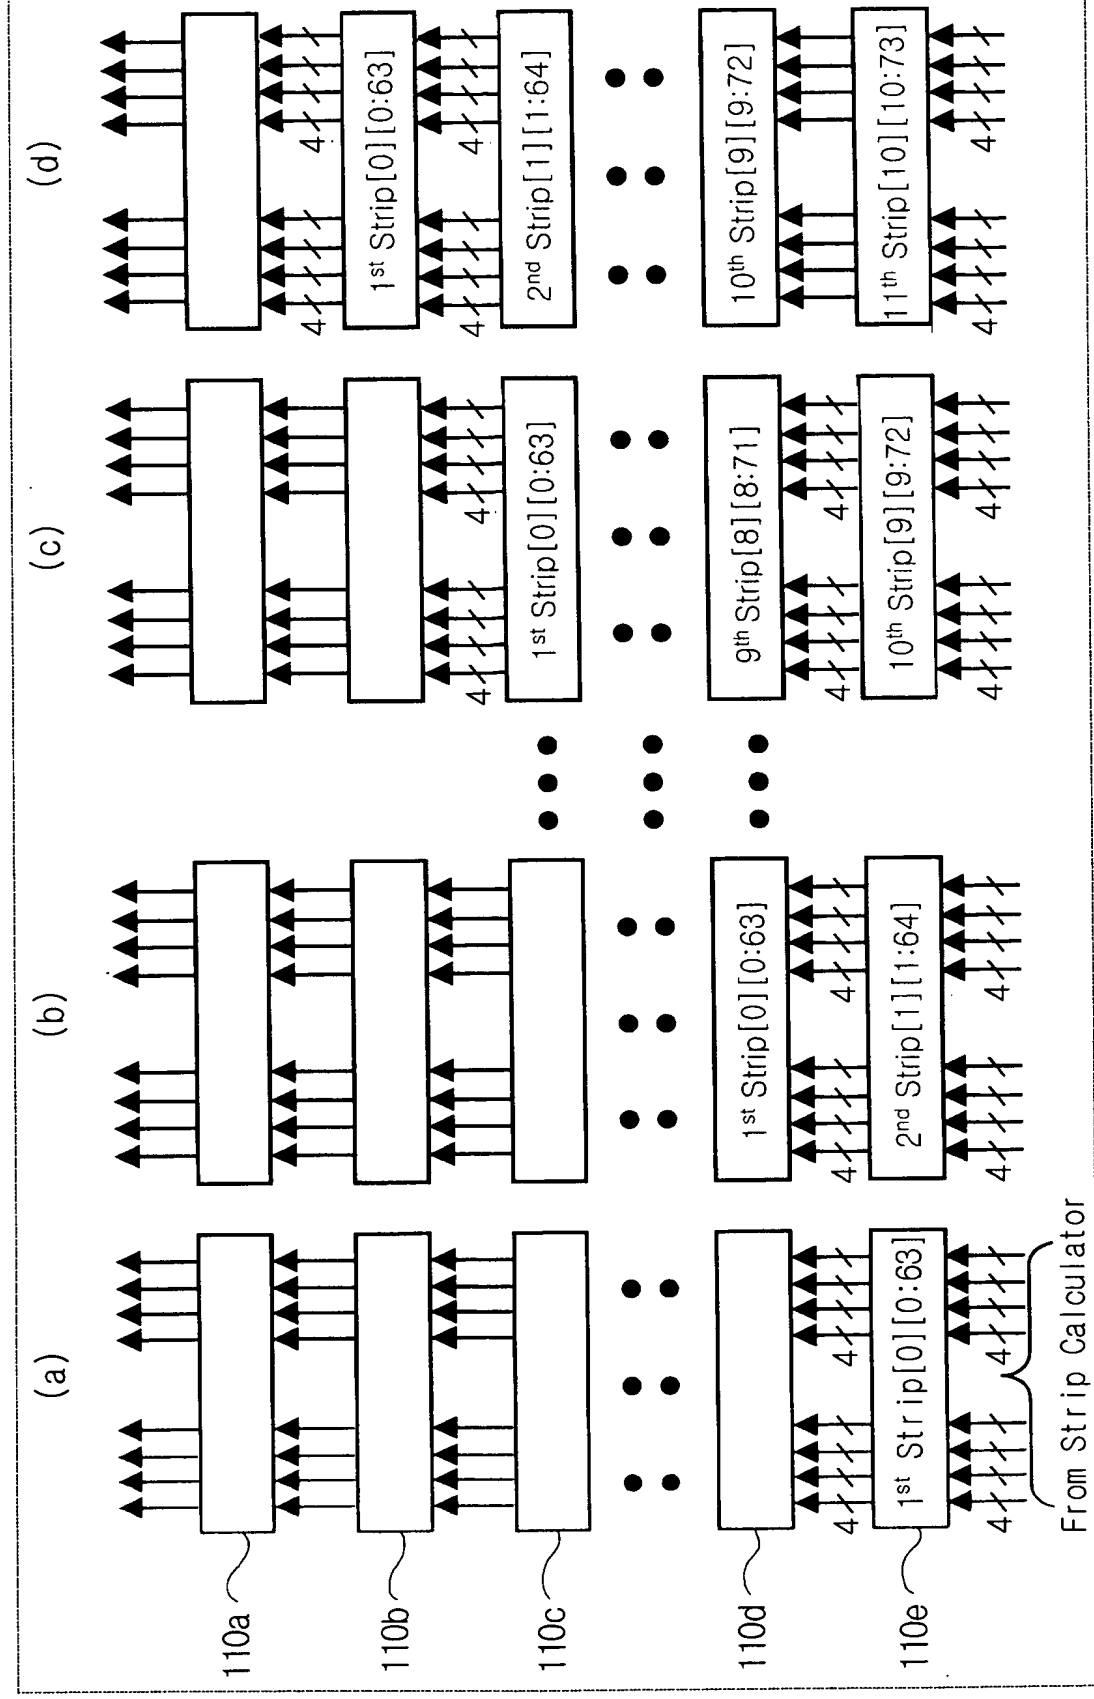 (a)
110a
110b
110c
110d
4
4
110e
1st Strip[0][0:63]
4
4
From Strip Calculator
(b)
1st Strip[0][0:63]
4
4
2nd Strip[1][1:64]
4
4
(c)
4
4
1st Strip[0][0:63]
9th Strip[8][8:71]
4
4
10th Strip[9][9:72]
4
4
(d)
4
4
1st Strip[0][0:63]
4
4
2nd Strip[1][1:64]
10th Strip[9][9:72]
11th Strip[10][10:73]
4
4